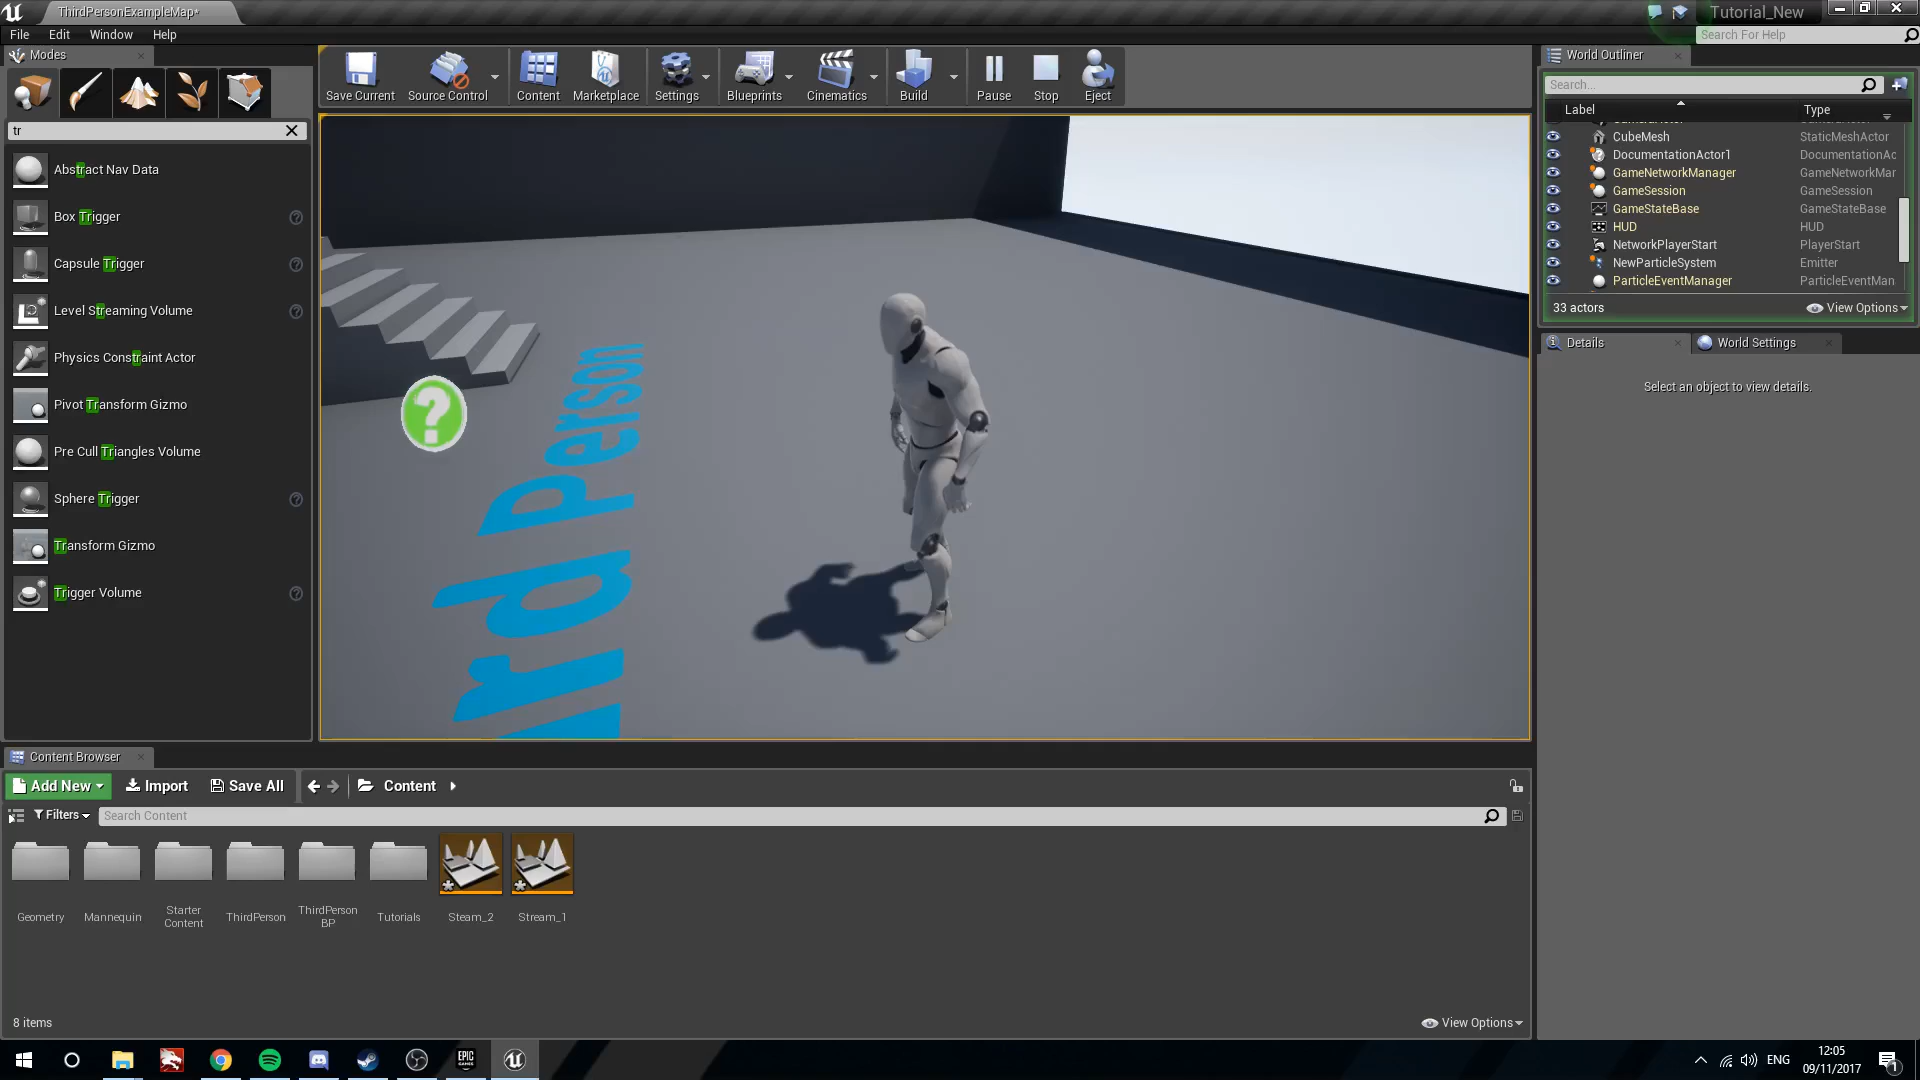 ThirdPersonExampleMap*
Tutorial_New
File
Edit
Window
Help
Search For Help
Modes
tr
Abstract Nav Data
Box Trigger
Capsule Trigger
Level Streaming Volume
Physics Constraint Actor
Pivot Transform Gizmo
Pre Cull Triangles Volume
Sphere Trigger
Transform Gizmo
Trigger Volume
Save Current
Source Control
Content
Marketplace
Settings
Blueprints
Cinematics
Build
Pause
Stop
Eject
?
ird Person
World Outliner
Search...
Label
Type
CubeMesh
StaticMeshActor
DocumentationActor1
DocumentationAc
GameNetworkManager
GameNetworkMar
GameSession
GameSession
GameStateBase
GameStateBase
HUD
HUD
NetworkPlayerStart
PlayerStart
NewParticleSystem
Emitter
ParticleEventManager
ParticleEventMan
33 actors
View Options
Details
World Settings
Select an object to view details.
Content Browser
Add New
Import
Save All
Content
Filters
Search Content
Geometry
Mannequin
Starter
Content
ThirdPerson
ThirdPerson
BP
Tutorials
Steam_2
Stream_1
8 items
View Options
EPIC
GAMES
ENG
12:05
09/11/2017
1